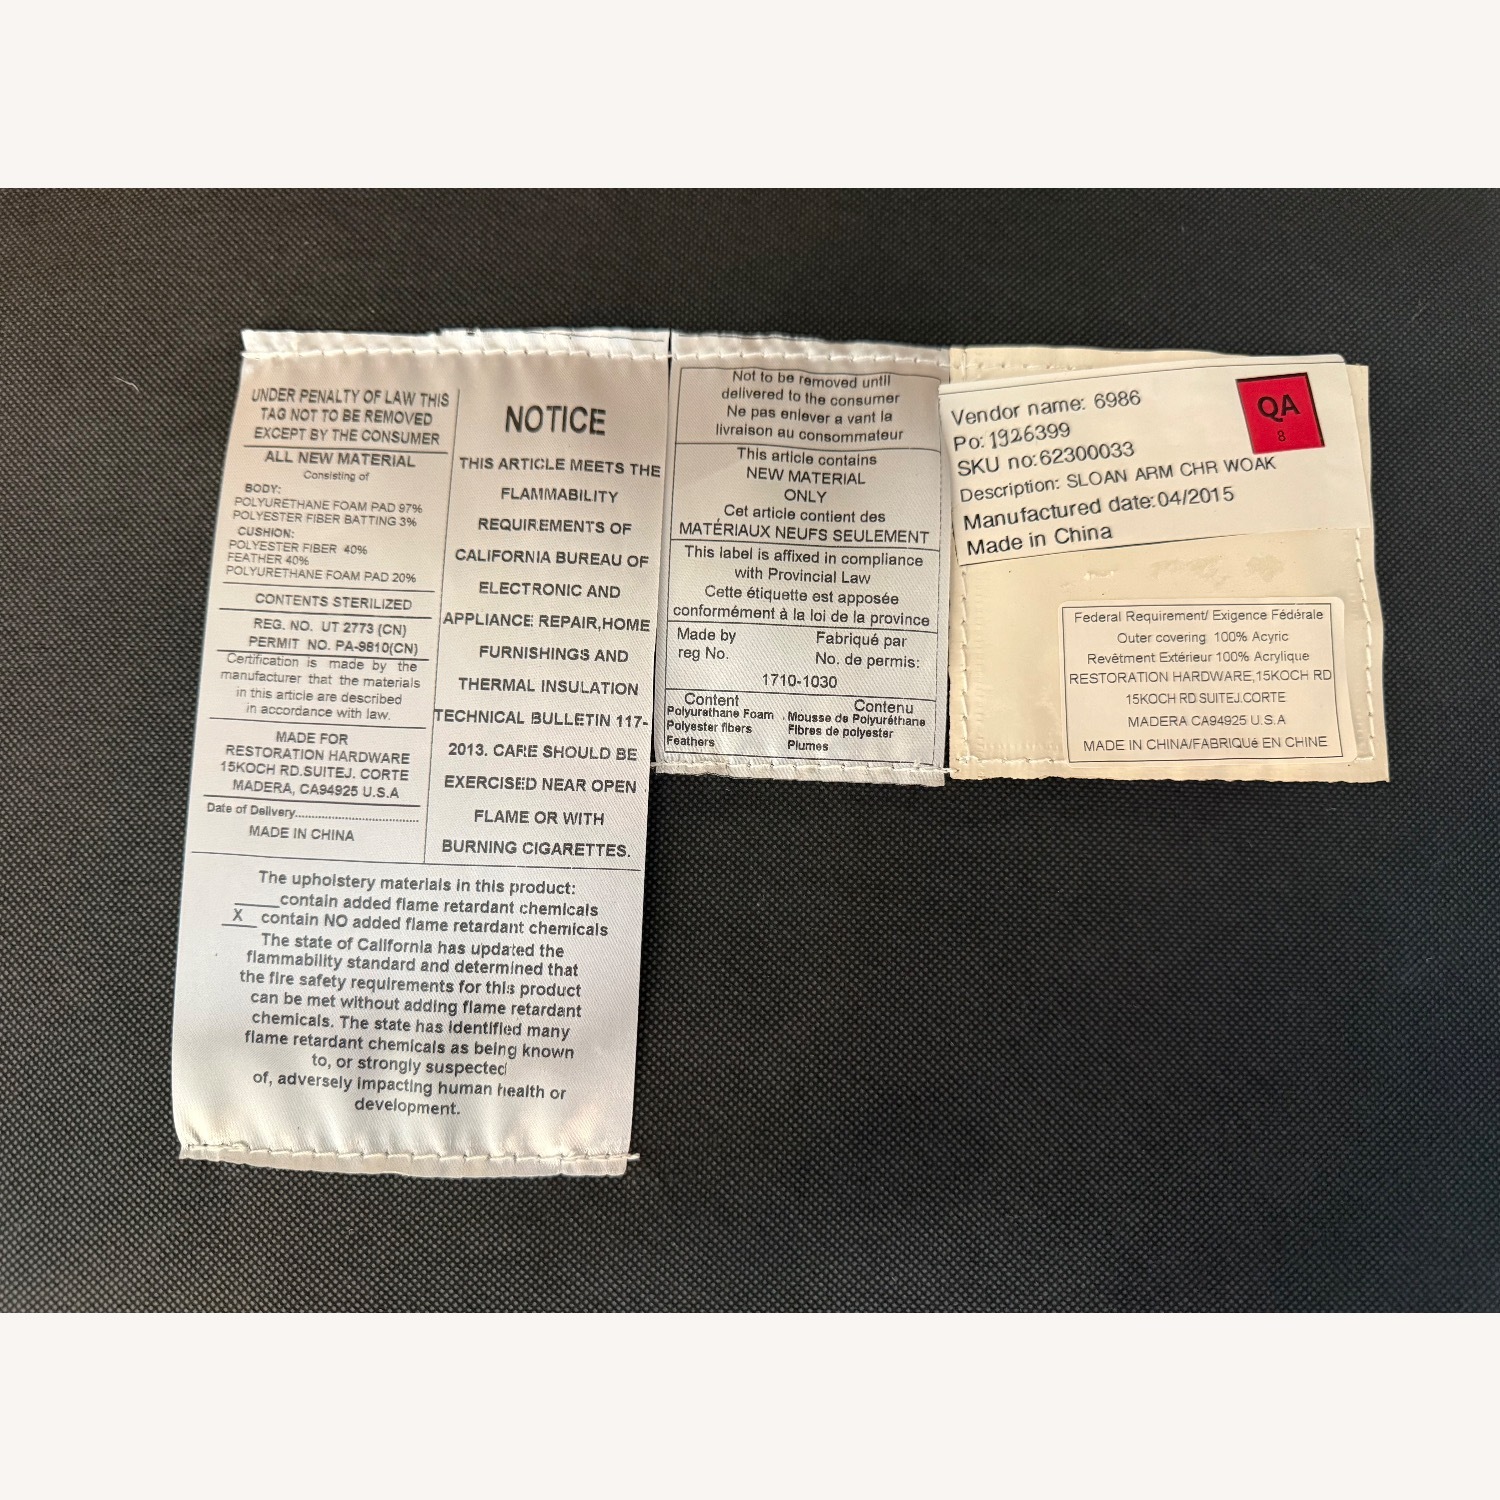 UNDER PENALTY OF LAW THIS
TAG NOT TO BE REMOVED
EXCEPT BY THE CONSUMER
ALL NEW MATERIAL
Consisting of
BODY:
POLYURETHANE FOAM PAD 97%
POLYESTER FIBER BATTING 3%
CUSHION:
POLYESTER FIBER 40%
FEATHER 40%
POLYURETHANE FOAM PAD 20%
CONTENTS STERILIZED
REG. NO. UT 2773 (CN)
PERMIT NO. PA-9810(CN)
Certification is made by the
manufacturer that the materials
in this article are described
in accordance with law.
MADE FOR
RESTORATION HARDWARE
15KOCH RD.SUITEJ. CORTE
MADERA, CA94925 U.S.A
Date of Delivery........................................
MADE IN CHINA
NOTICE
THIS ARTICLE MEETS THE
FLAMMABILITY
REQUIREMENTS OF
CALIFORNIA BUREAU OF
ELECTRONIC AND
APPLIANCE REPAIR,HOME
FURNISHINGS AND
THERMAL INSULATION
TECHNICAL BULLETIN 117-
2013. CARE SHOULD BE
EXERCISED NEAR OPEN
FLAME OR WITH
BURNING CIGARETTES.
The upholstery materials in this product:
_____contain added flame retardant chemicals
X contain NO added flame retardant chemicals
The state of California has updated the
flammability standard and determined that
the fire safety requirements for this product
can be met without adding flame retardant
chemicals. The state has identified many
flame retardant chemicals as being known
to, or strongly suspected
of, adversely impacting human health or
development.
Not to be removed until
delivered to the consumer
Ne pas enlever a vant la
livraison au consommateur
This article contains
NEW MATERIAL
ONLY
Cet article contient des
MATÉRIAUX NEUFS SEULEMENT
This label is affixed in compliance
with Provincial Law
Cette étiquette est apposée
conformément à la loi de la province
Made by
reg No.
Fabriqué par
No. de permis:
1710-1030
Content
Polyurethane Foam
Polyester fibers
Feathers
Contenu
Mousse de Polyuréthane
Fibres de polyester
Plumes
Vendor name: 6986
Po: 1926399
SKU no:62300033
Description: SLOAN ARM CHR WOAK
Manufactured date:04/2015
Made in China
QA
8
Federal Requirement/ Exigence Fédérale
Outer covering 100% Acyric
Revêtment Extérieur 100% Acrylique
RESTORATION HARDWARE,15KOCH RD
15KOCH RD.SUITEJ.CORTE
MADERA CA94925 U.S.A
MADE IN CHINA/FABRIQUé EN CHINE